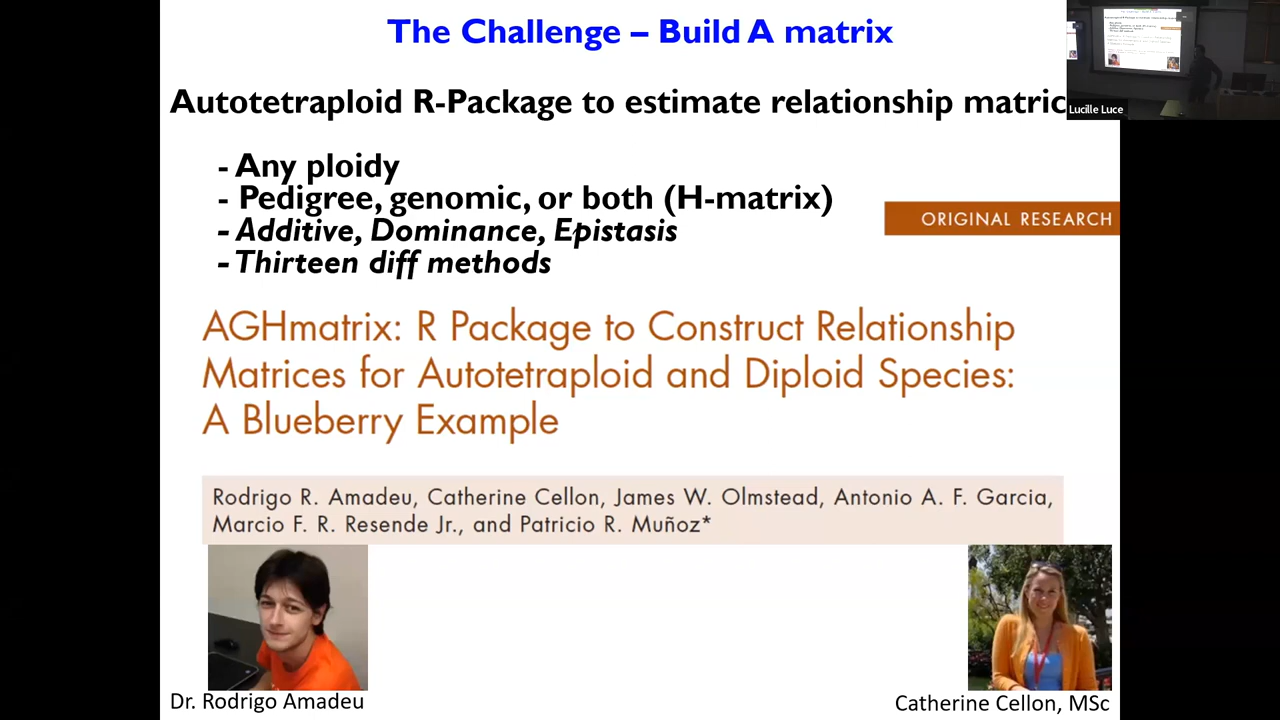 The Challenge – Build A matrix
Autotetraploid R-Package to estimate relationship matric
Lucille Luce
- Any ploidy
- Pedigree, genomic, or both (H-matrix)
- Additive, Dominance, Epistasis
- Thirteen diff methods
ORIGINAL RESEARCH
AGHmatrix: R Package to Construct Relationship
Matrices for Autotetraploid and Diploid Species:
A Blueberry Example
Rodrigo R. Amadeu, Catherine Cellon, James W. Olmstead, Antonio A. F. Garcia,
Marcio F. R. Resende Jr., and Patricio R. Muñoz*
Dr. Rodrigo Amadeu
Catherine Cellon, MSc